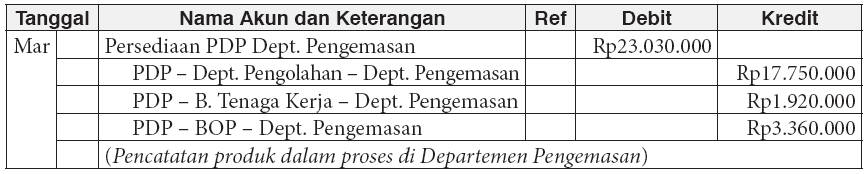 Tanggal Nama Akun dan Keterangan Ref Debit Kredit
Mar Persediaan PDP Dept. Pengemasan Rp23.030.000
PDP – Dept. Pengolahan – Dept. Pengemasan Rp17.750.000
PDP – B. Tenaga Kerja – Dept. Pengemasan Rp1.920.000
PDP – BOP – Dept. Pengemasan Rp3.360.000
(Pencatatan produk dalam proses di Departemen Pengemasan)